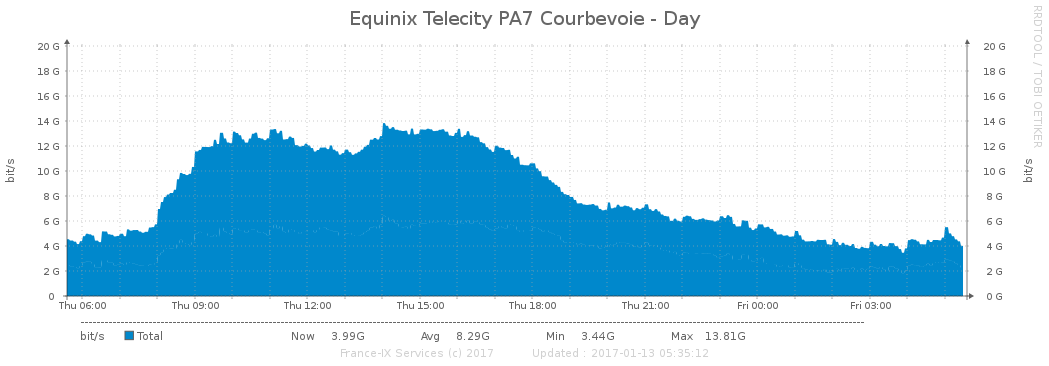 Equinix Telecity PA7 Courbevoie - Day
RRDTOOL / TOBI OETIKER
bit/s
20 G 20 G
18 G 18 G
16 G 16 G
14 G 14 G
12 G 12 G
10 G 10 G
8 G 8 G
6 G 6 G
4 G 4 G
2 G 2 G
0 0 G
bit/s
Thu 06:00 Thu 09:00 Thu 12:00 Thu 15:00 Thu 18:00 Thu 21:00 Fri 00:00 Fri 03:00
bit/s Total Now 3.99G Avg 8.29G Min 3.44G Max 13.81G
France-IX Services (c) 2017 Updated : 2017-01-13 05:35:12